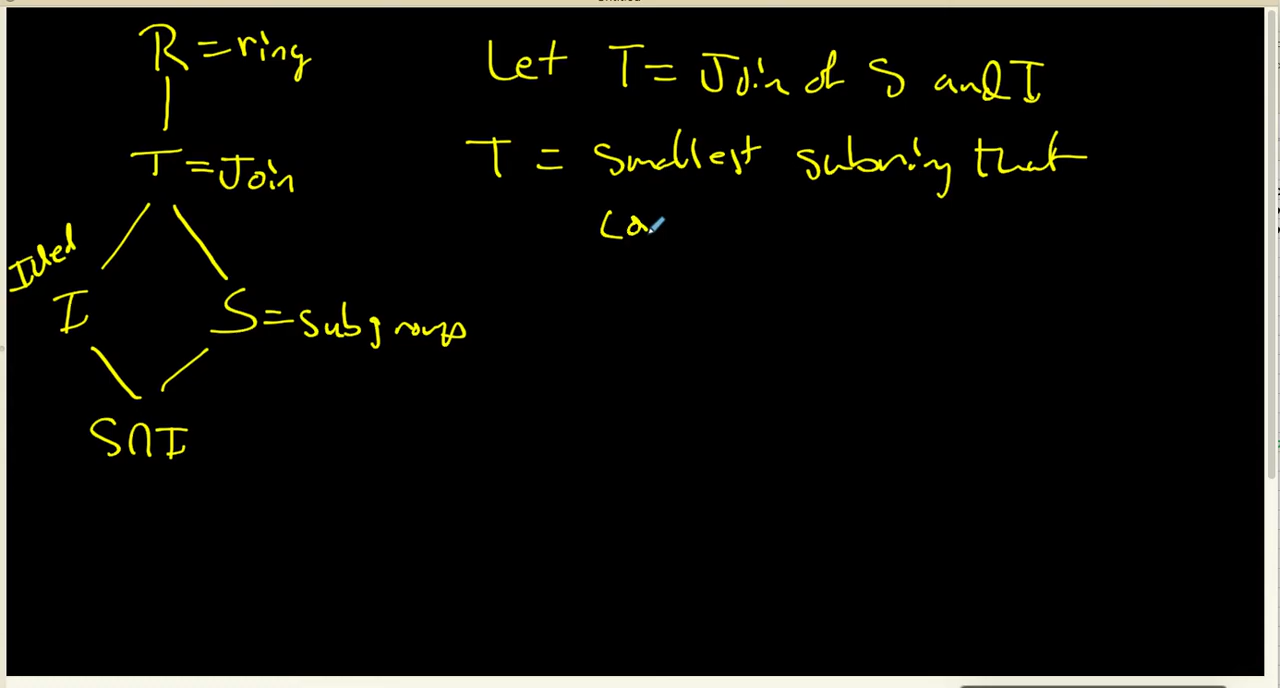 R = ring
T = Join
Ideal
I
S = subgroups
S∩I
Let T = Join of S and I
T = smallest subring that
(a